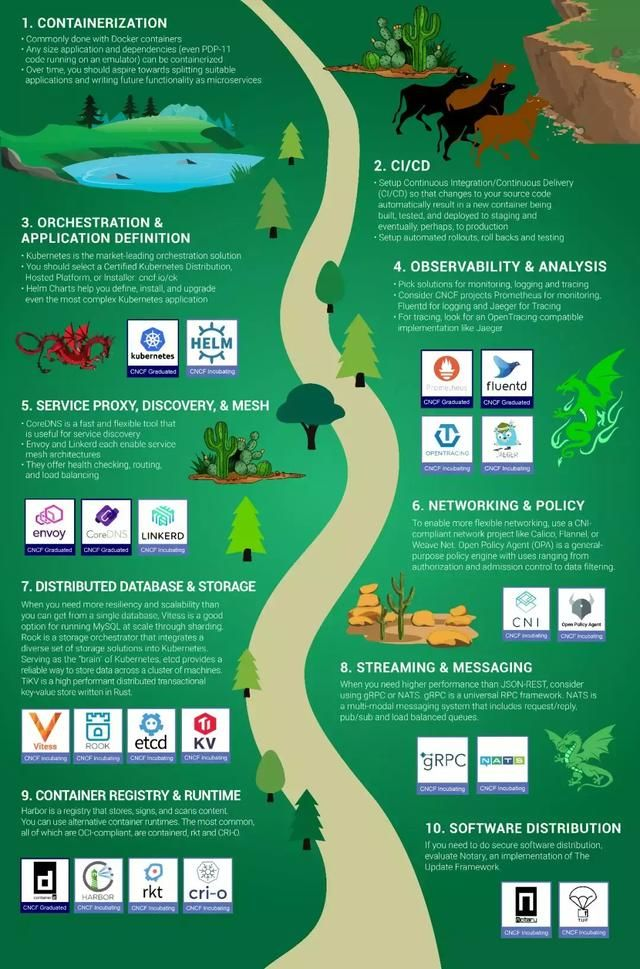 1. CONTAINERIZATION
• Commonly done with Docker containers
• Any size application and dependencies (even PDP-11
code running on an emulator) can be containerized
• Over time, you should aspire towards splitting suitable
applications and writing future functionality as microservices
2. CI/CD
• Setup Continuous Integration/Continuous Delivery
(CI/CD) so that changes to your source code
automatically result in a new container being
built, tested, and deployed to staging and
eventually, perhaps, to production
• Setup automated rollouts, roll backs and testing
3. ORCHESTRATION &
APPLICATION DEFINITION
• Kubernetes is the market-leading orchestration solution
• You should select a Certified Kubernetes Distribution,
Hosted Platform, or Installer: cncf.io/ck
• Helm Charts help you define, install, and upgrade
even the most complex Kubernetes application
kubernetes
CNCF Graduated
HELM
CNCF Incubating
4. OBSERVABILITY & ANALYSIS
• Pick solutions for monitoring, logging and tracing
• Consider CNCF projects Prometheus for monitoring,
Fluentd for logging and Jaeger for Tracing
• For tracing, look for an OpenTracing-compatible
implementation like Jaeger
Prometheus
CNCF Graduated
fluentd
CNCF Graduated
OPENTRACING
CNCF Incubating
JAEGER
CNCF Incubating
5. SERVICE PROXY, DISCOVERY, & MESH
• CoreDNS is a fast and flexible tool that
is useful for service discovery
• Envoy and Linkerd each enable service
mesh architectures
• They offer health checking, routing,
and load balancing
envoy
CNCF Graduated
CoreDNS
CNCF Graduated
LINKERD
CNCF Incubating
6. NETWORKING & POLICY
To enable more flexible networking, use a CNI-
compliant network project like Calico, Flannel, or
Weave Net. Open Policy Agent (OPA) is a general-
purpose policy engine with uses ranging from
authorization and admission control to data filtering.
CNI
CNCF Incubating
Open Policy Agent
CNCF Incubating
7. DISTRIBUTED DATABASE & STORAGE
When you need more resiliency and scalability than
you can get from a single database, Vitess is a good
option for running MySQL at scale through sharding.
Rook is a storage orchestrator that integrates a
diverse set of storage solutions into Kubernetes.
Serving as the "brain" of Kubernetes, etcd provides a
reliable way to store data across a cluster of machines.
TiKV is a high performant distributed transactional
key-value store written in Rust.
Vitess
CNCF Incubating
ROOK
CNCF Incubating
etcd
CNCF Incubating
KV
CNCF Incubating
8. STREAMING & MESSAGING
When you need higher performance than JSON-REST, consider
using gRPC or NATS. gRPC is a universal RPC framework. NATS is
a multi-modal messaging system that includes request/reply,
pub/sub and load balanced queues.
gRPC
CNCF Incubating
NATS
CNCF Incubating
9. CONTAINER REGISTRY & RUNTIME
Harbor is a registry that stores, signs, and scans content.
You can use alternative container runtimes. The most common,
all of which are OCI-compliant, are containerd, rkt and CRI-O.
containerd
CNCF Graduated
HARBOR
CNCF Incubating
rkt
CNCF Incubating
cri-o
CNCF Incubating
10. SOFTWARE DISTRIBUTION
If you need to do secure software distribution,
evaluate Notary, an implementation of The
Update Framework.
Notary
CNCF Incubating
TUF
CNCF Incubating